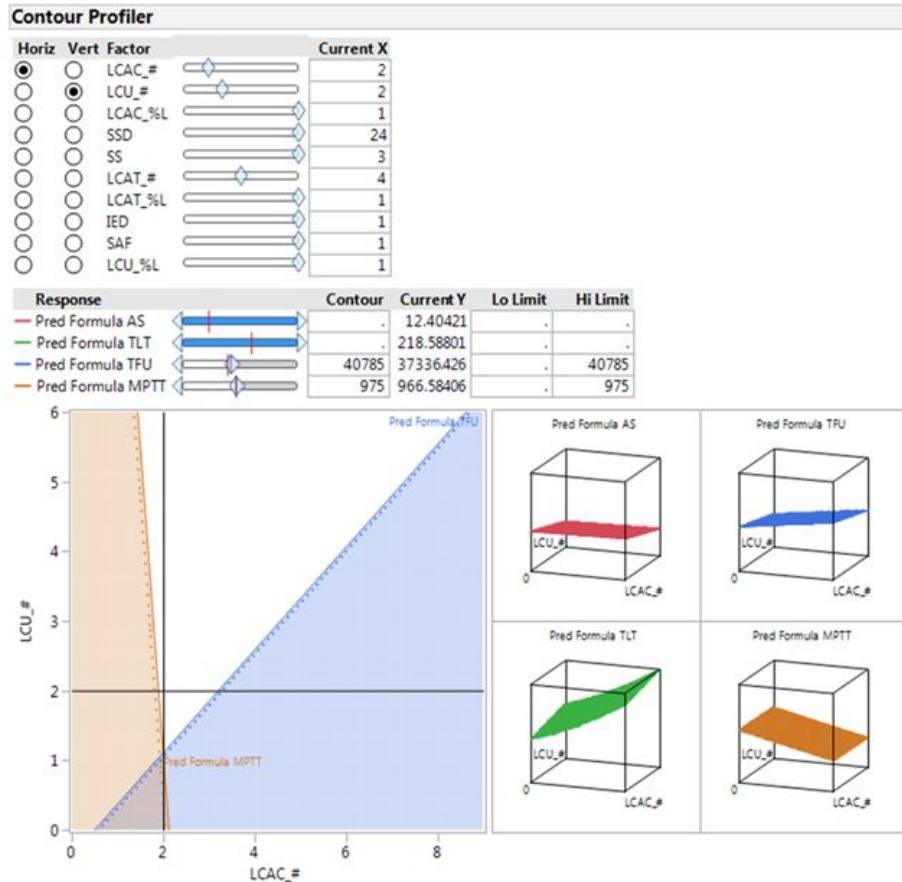 Contour Profiler
Horiz Vert Factor Current X
LCAC_# 2
LCU_# 2
LCAC_%L 1
SSD 24
SS 3
LCAT_# 4
LCAT_%L 1
IED 1
SAF 1
LCU_%L 1
Response Contour Current Y Lo Limit Hi Limit
Pred Formula AS . 12.40421 . .
Pred Formula TLT . 218.58801 . .
Pred Formula TFU 40785 37336.426 . 40785
Pred Formula MPTT 975 966.58406 . 975
6
Pred Formula TFU
5
4
3
2
1
Pred Formula MPTT
0
LCU_#
0 2 4 6 8
LCAC_#
Pred Formula AS
LCU_#
0
LCAC_#
Pred Formula TFU
LCU_#
0
LCAC_#
Pred Formula TLT
LCU_#
0
LCAC_#
Pred Formula MPTT
LCU_#
0
LCAC_#